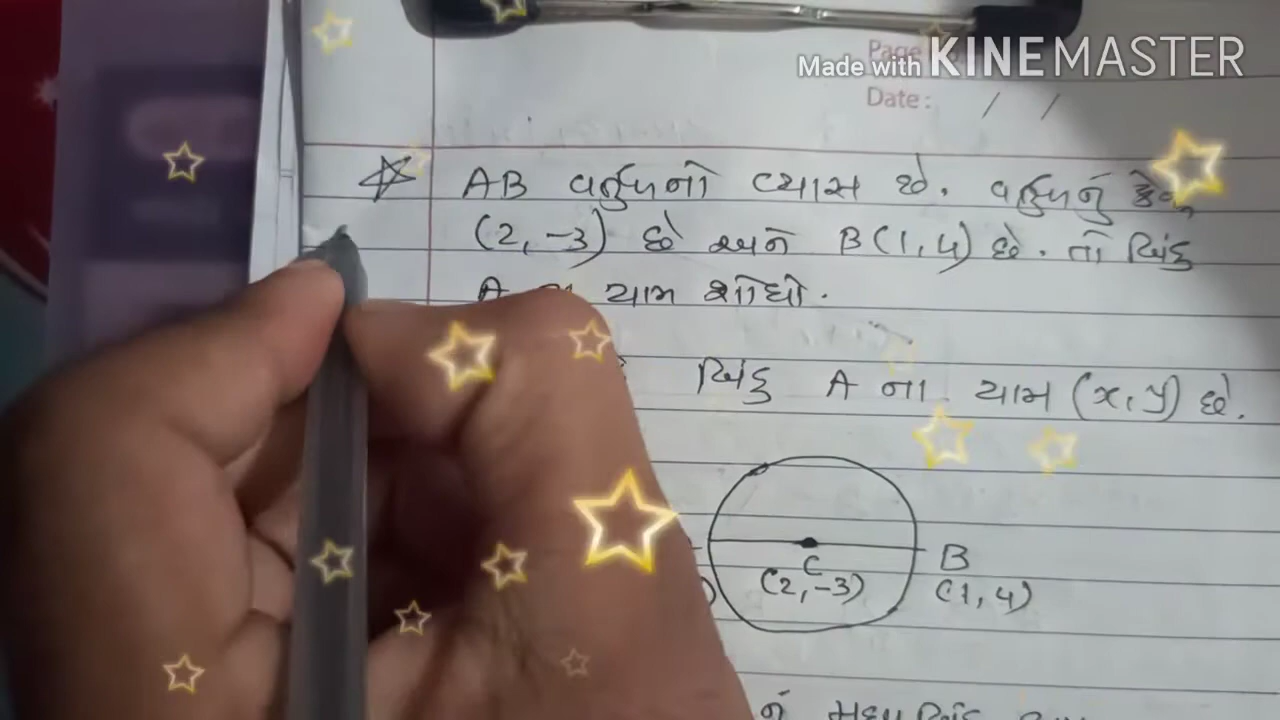 Made with KINEMASTER
Page
Date: / /
AB વર્તુળનો વ્યાસ છે. વર્તુળનું
(2, -3) છે અને B(1, 4) છે. તો બિંદુ
A યામ શોધો.
બિંદુ A ના યામ (x, y) છે.
C
B
(2, -3)
(1, 4)
નું મધ્યબિંદુ